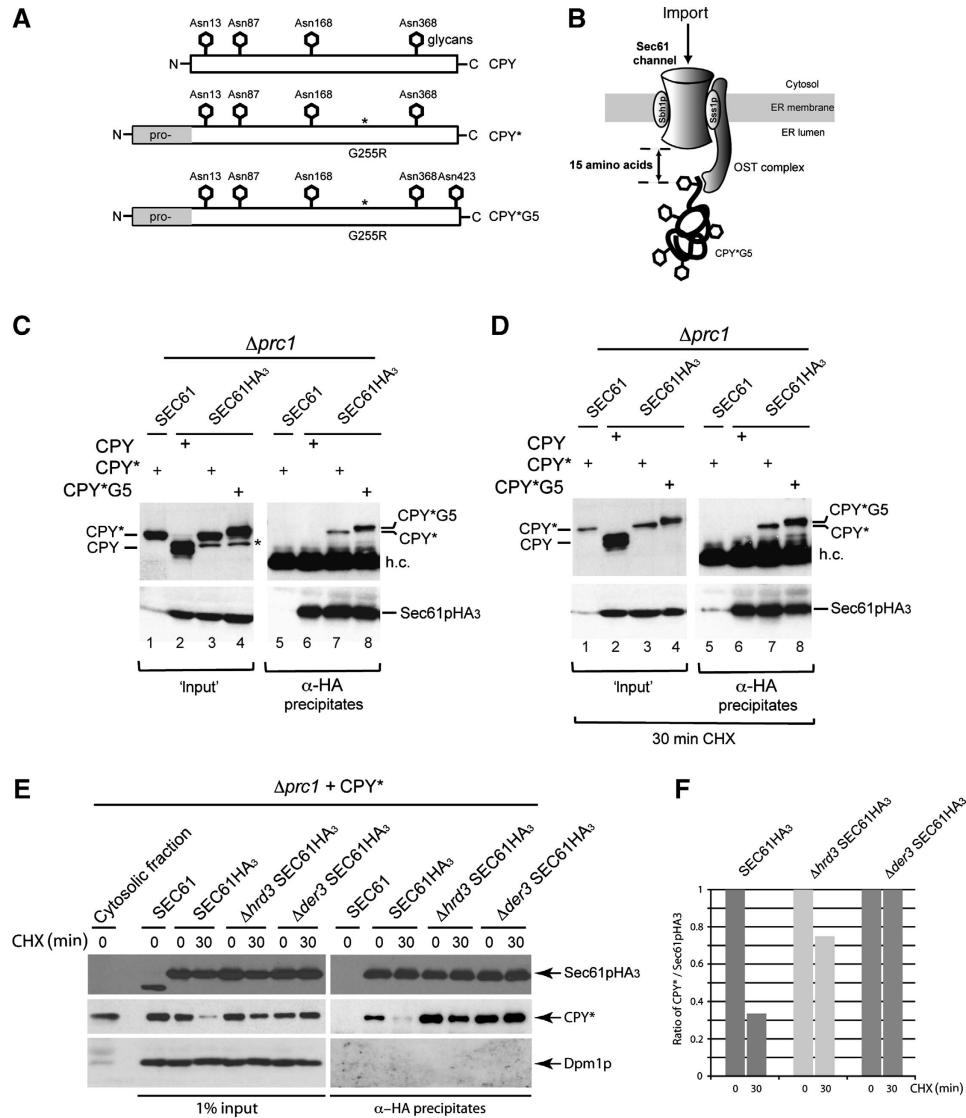 A
Asn13 Asn87 Asn168 Asn368
glycans
N C CPY
Asn13 Asn87 Asn168 Asn368
*
N pro- C CPY*
G255R
Asn13 Asn87 Asn168 Asn368 Asn423
*
N pro- C CPY*G5
G255R
B
Import
Sec61
channel
Cytosol
Sbh1p Sss1p ER membrane
ER lumen
15 amino acids
OST complex
CPY*G5
C
Δprc1
SEC61 SEC61HA3 SEC61 SEC61HA3
CPY + +
CPY* + + + +
CPY*G5 + +
CPY* CPY*G5
CPY * CPY*
h.c.
Sec61pHA3
1 2 3 4 5 6 7 8
'Input' α-HA
precipitates
D
Δprc1
SEC61 SEC61HA3 SEC61 SEC61HA3
CPY + +
CPY* + + + +
CPY*G5 + +
CPY* CPY*G5
CPY CPY*
h.c.
Sec61pHA3
1 2 3 4 5 6 7 8
'Input' α-HA
precipitates
30 min CHX
E
Δprc1 + CPY*
Cytosolic fraction SEC61 SEC61HA3 Δhrd3 SEC61HA3 Δder3 SEC61HA3 SEC61 SEC61HA3 Δhrd3 SEC61HA3 Δder3 SEC61HA3
CHX (min) 0 0 0 30 0 30 0 30 0 0 30 0 30 0 30
Sec61pHA3
CPY*
Dpm1p
1% input α-HA precipitates
F
SEC61HA3 Δhrd3 SEC61HA3 Δder3 SEC61HA3
Ratio of CPY* / Sec61pHA3
1
0.8
0.6
0.4
0.2
0
0 30 0 30 0 30 CHX (min)